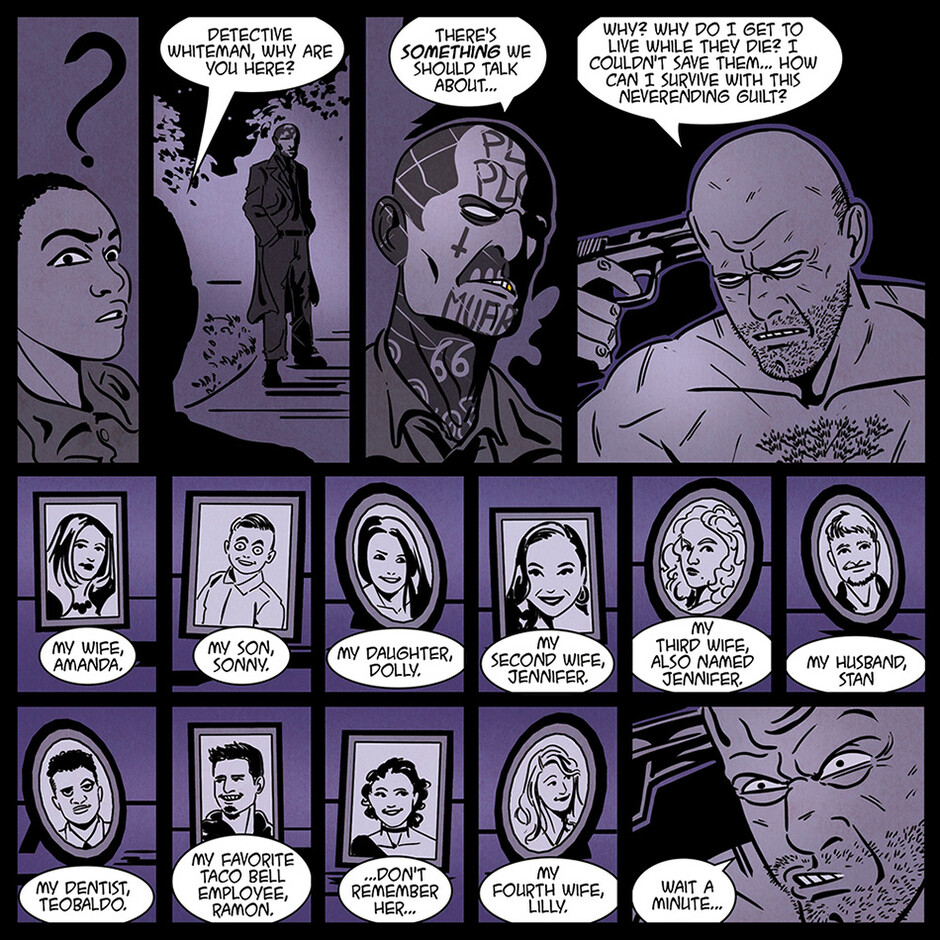 ?
DETECTIVE
WHITEMAN, WHY ARE
YOU HERE?
THERE'S
SOMETHING WE
SHOULD TALK
ABOUT...
66
WHY? WHY DO I GET TO
LIVE WHILE THEY DIE? I
COULDN'T SAVE THEM... HOW
CAN I SURVIVE WITH THIS
NEVERENDING GUILT?
MY WIFE,
AMANDA.
MY SON,
SONNY.
MY DAUGHTER,
DOLLY.
MY
SECOND WIFE,
JENNIFER.
MY
THIRD WIFE,
ALSO NAMED
JENNIFER.
MY HUSBAND,
STAN
MY DENTIST,
TEOBALDO.
MY FAVORITE
TACO BELL
EMPLOYEE,
RAMON.
...DON'T
REMEMBER
HER...
MY
FOURTH WIFE,
LILLY.
WAIT A
MINUTE...